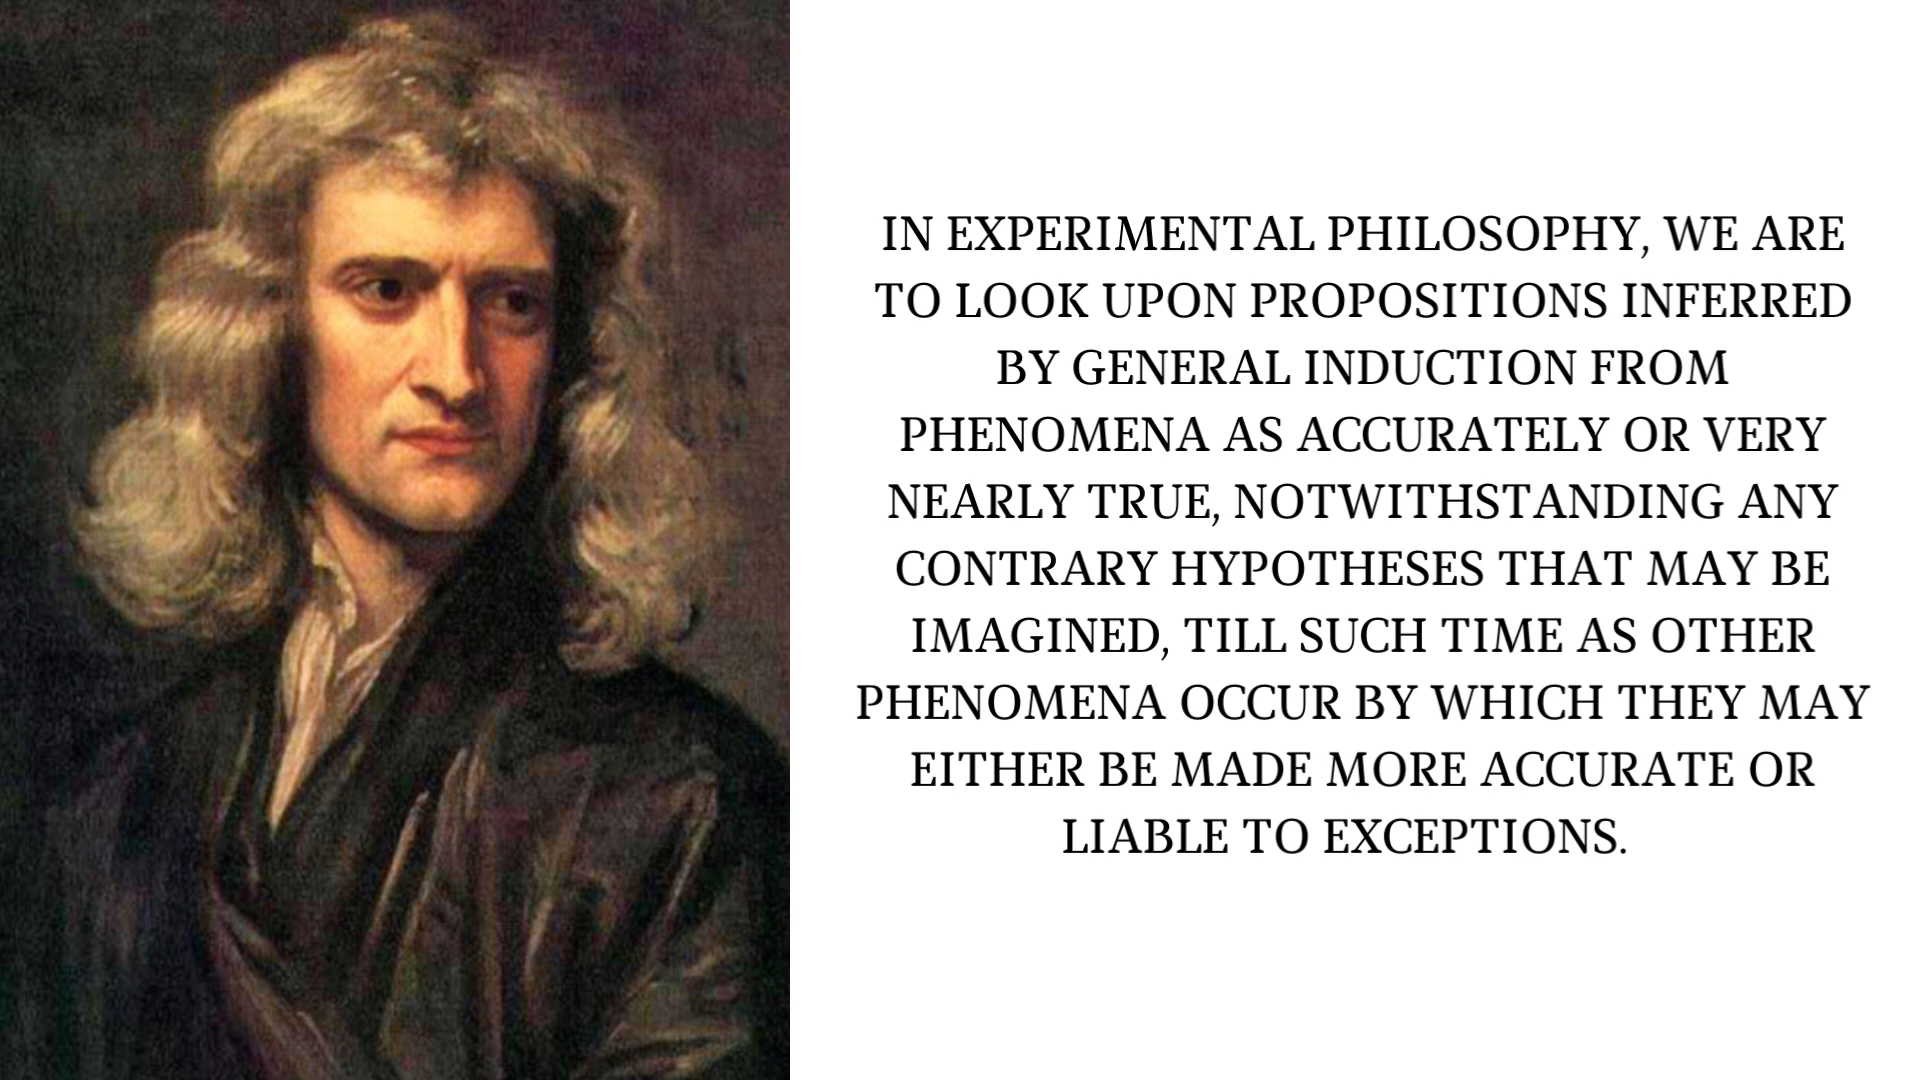 IN EXPERIMENTAL PHILOSOPHY, WE ARE
TO LOOK UPON PROPOSITIONS INFERRED
BY GENERAL INDUCTION FROM
PHENOMENA AS ACCURATELY OR VERY
NEARLY TRUE, NOTWITHSTANDING ANY
CONTRARY HYPOTHESES THAT MAY BE
IMAGINED, TILL SUCH TIME AS OTHER
PHENOMENA OCCUR BY WHICH THEY MAY
EITHER BE MADE MORE ACCURATE OR
LIABLE TO EXCEPTIONS.